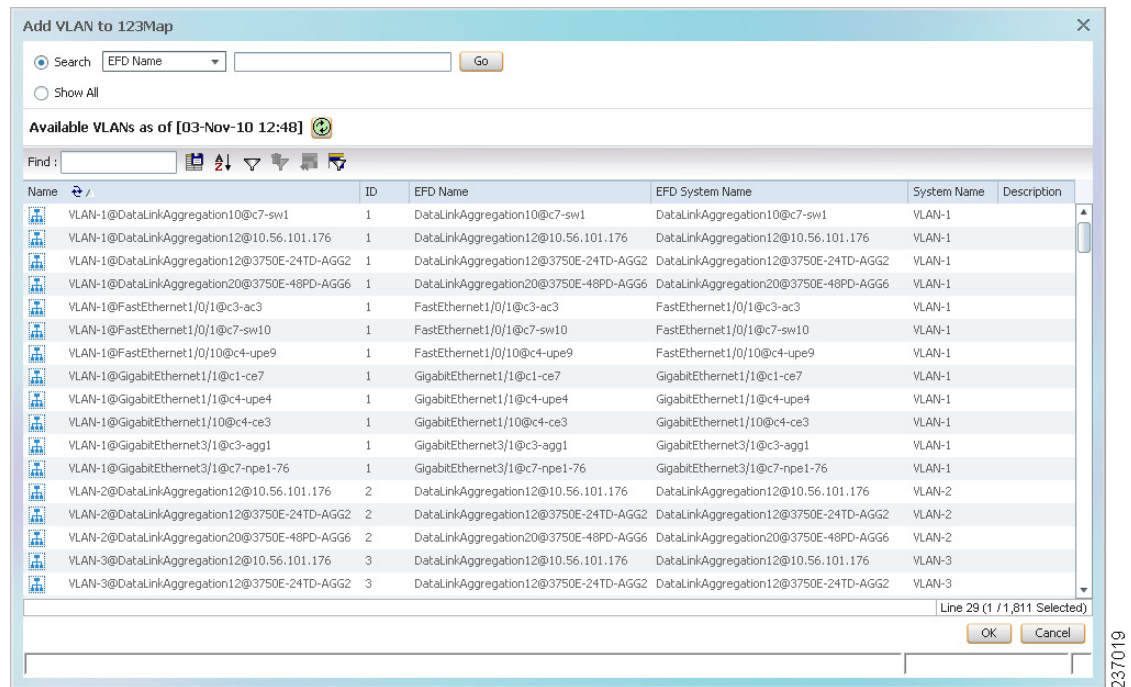 Add VLAN to 123Map
Search EFD Name Go
Show All
Available VLANs as of [03-Nov-10 12:48]
Find :
Name ID EFD Name EFD System Name System Name Description
VLAN-1@DataLinkAggregation10@c7-sw1 1 DataLinkAggregation10@c7-sw1 DataLinkAggregation10@c7-sw1 VLAN-1
VLAN-1@DataLinkAggregation12@10.56.101.176 1 DataLinkAggregation12@10.56.101.176 DataLinkAggregation12@10.56.101.176 VLAN-1
VLAN-1@DataLinkAggregation12@3750E-24TD-AGG2 1 DataLinkAggregation12@3750E-24TD-AGG2 DataLinkAggregation12@3750E-24TD-AGG2 VLAN-1
VLAN-1@DataLinkAggregation20@3750E-48PD-AGG6 1 DataLinkAggregation20@3750E-48PD-AGG6 DataLinkAggregation20@3750E-48PD-AGG6 VLAN-1
VLAN-1@FastEthernet1/0/1@c3-ac3 1 FastEthernet1/0/1@c3-ac3 FastEthernet1/0/1@c3-ac3 VLAN-1
VLAN-1@FastEthernet1/0/1@c7-sw10 1 FastEthernet1/0/1@c7-sw10 FastEthernet1/0/1@c7-sw10 VLAN-1
VLAN-1@FastEthernet1/0/10@c4-upe9 1 FastEthernet1/0/10@c4-upe9 FastEthernet1/0/10@c4-upe9 VLAN-1
VLAN-1@GigabitEthernet1/1@c1-ce7 1 GigabitEthernet1/1@c1-ce7 GigabitEthernet1/1@c1-ce7 VLAN-1
VLAN-1@GigabitEthernet1/1@c4-upe4 1 GigabitEthernet1/1@c4-upe4 GigabitEthernet1/1@c4-upe4 VLAN-1
VLAN-1@GigabitEthernet1/10@c4-ce3 1 GigabitEthernet1/10@c4-ce3 GigabitEthernet1/10@c4-ce3 VLAN-1
VLAN-1@GigabitEthernet3/1@c3-agg1 1 GigabitEthernet3/1@c3-agg1 GigabitEthernet3/1@c3-agg1 VLAN-1
VLAN-1@GigabitEthernet3/1@c7-npe1-76 1 GigabitEthernet3/1@c7-npe1-76 GigabitEthernet3/1@c7-npe1-76 VLAN-1
VLAN-2@DataLinkAggregation12@10.56.101.176 2 DataLinkAggregation12@10.56.101.176 DataLinkAggregation12@10.56.101.176 VLAN-2
VLAN-2@DataLinkAggregation12@3750E-24TD-AGG2 2 DataLinkAggregation12@3750E-24TD-AGG2 DataLinkAggregation12@3750E-24TD-AGG2 VLAN-2
VLAN-2@DataLinkAggregation20@3750E-48PD-AGG6 2 DataLinkAggregation20@3750E-48PD-AGG6 DataLinkAggregation20@3750E-48PD-AGG6 VLAN-2
VLAN-3@DataLinkAggregation12@10.56.101.176 3 DataLinkAggregation12@10.56.101.176 DataLinkAggregation12@10.56.101.176 VLAN-3
VLAN-3@DataLinkAggregation12@3750E-24TD-AGG2 3 DataLinkAggregation12@3750E-24TD-AGG2 DataLinkAggregation12@3750E-24TD-AGG2 VLAN-3
Line 29 (1 / 1,811 Selected)
OK Cancel
237019